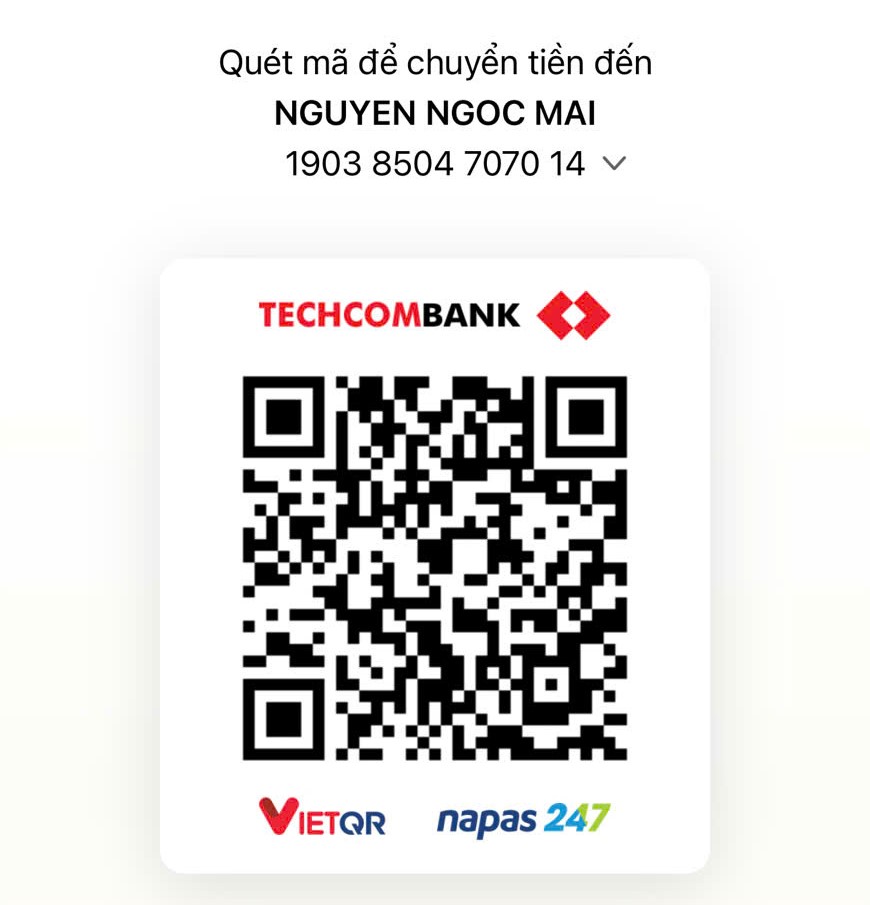 Quét mã để chuyển tiền đến
NGUYEN NGOC MAI
1903 8504 7070 14
TECHCOMBANK
VIETQR
napas 247